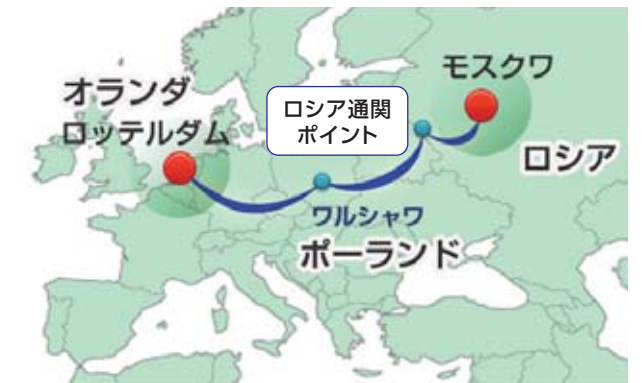 モスクワ
オランダ
ロッテルダム
ロシア通関
ポイント
ロシア
ワルシャワ
ポーランド